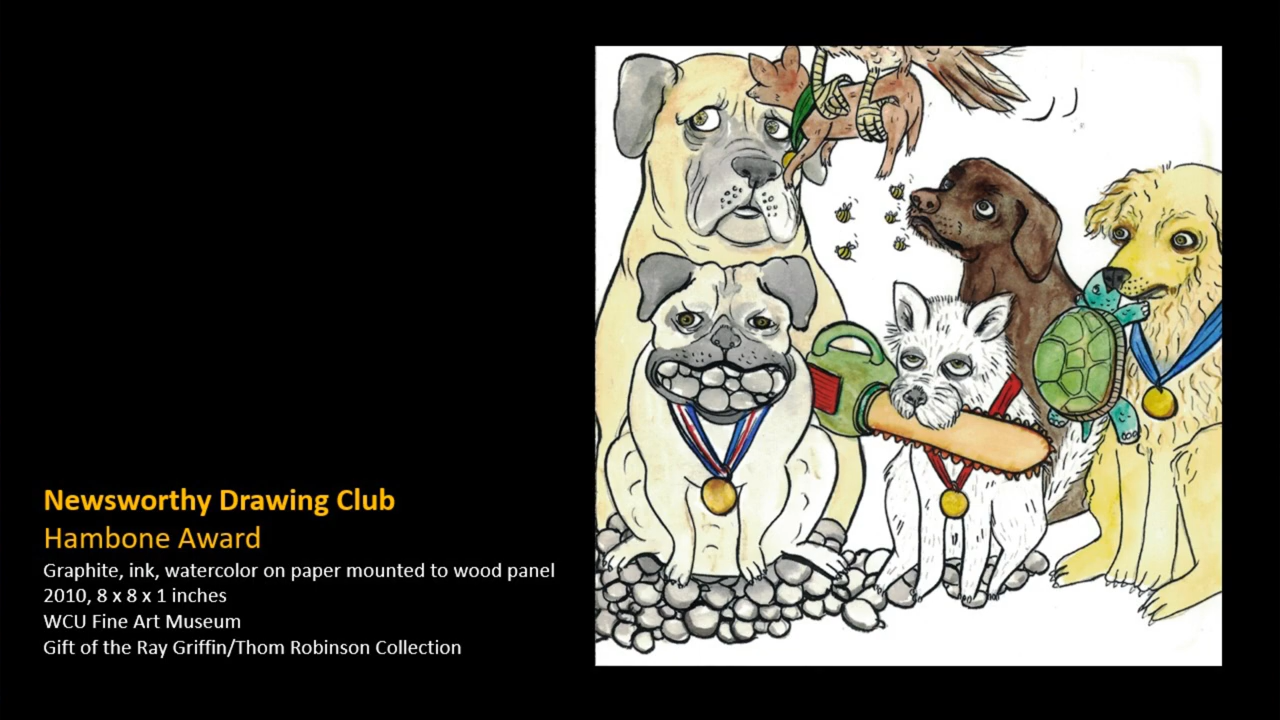 Newsworthy Drawing Club
Hambone Award
Graphite, ink, watercolor on paper mounted to wood panel
2010, 8 x 8 x 1 inches
WCU Fine Art Museum
Gift of the Ray Griffin/Thom Robinson Collection